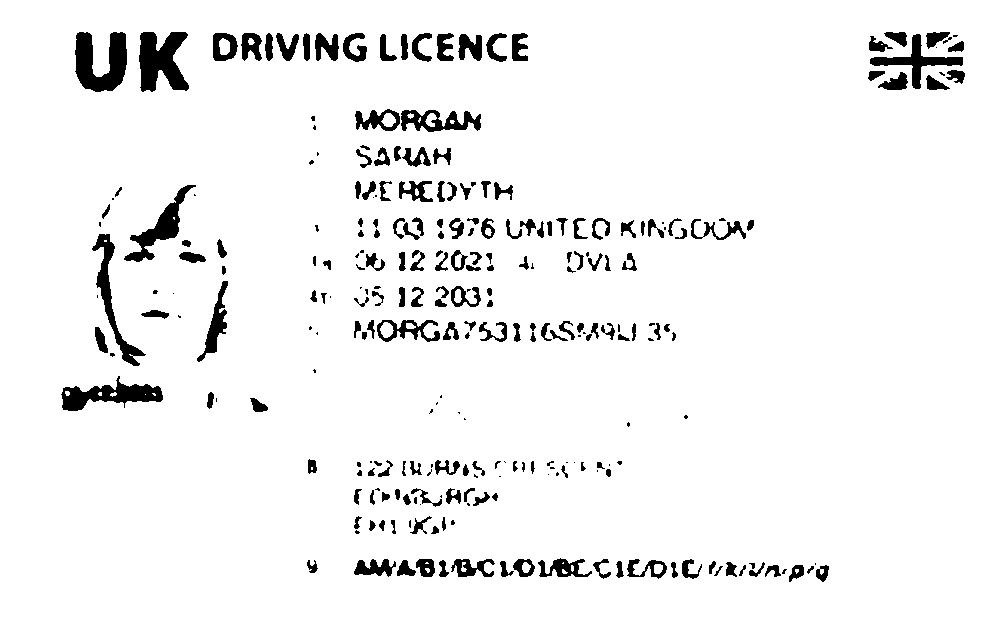 UK DRIVING LICENCE
1. MORGAN
2. SARAH
MEREDYTH
11 03 1976 UNITED KINGDOM
4a. 06 12 2021 4c. DVLA
4b. 05 12 2031
5. MORGA753116SM9IJ 35
8. 122 BURNS CRESCENT
EDINBURGH
EH1 9GP
9. AM/A/B1/B/C1/D1/BE/C1E/D1E/f/k/l/n/p/q